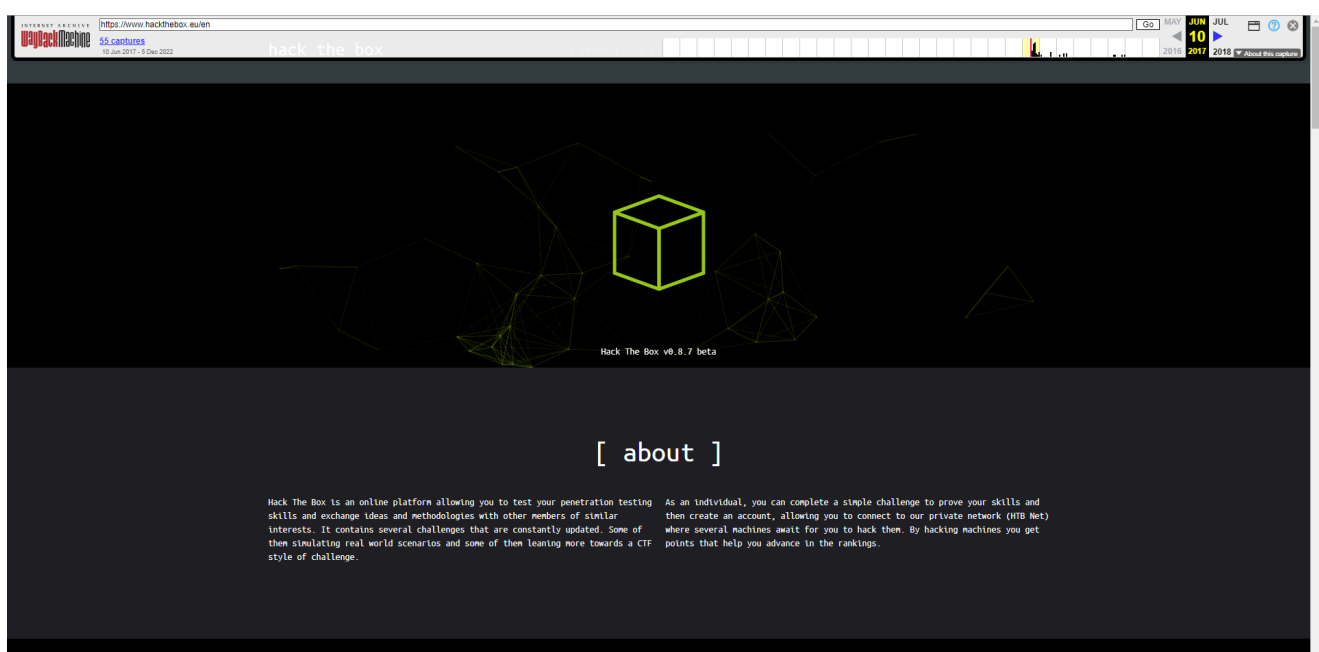 INTERNET ARCHIVE
WayBackMachine
https://www.hackthebox.eu/en
Go
MAY JUN JUL
55 captures
10 Jun 2017 - 5 Dec 2022
10
2016 2017 2018
About this capture
hack the box
Hack The Box v0.8.7 beta
[ about ]
Hack The Box is an online platform allowing you to test your penetration testing
skills and exchange ideas and methodologies with other members of similar
interests. It contains several challenges that are constantly updated. Some of
them simulating real world scenarios and some of them leaning more towards a CTF
style of challenge.
As an individual, you can complete a simple challenge to prove your skills and
then create an account, allowing you to connect to our private network (HTB Net)
where several machines await for you to hack them. By hacking machines you get
points that help you advance in the rankings.